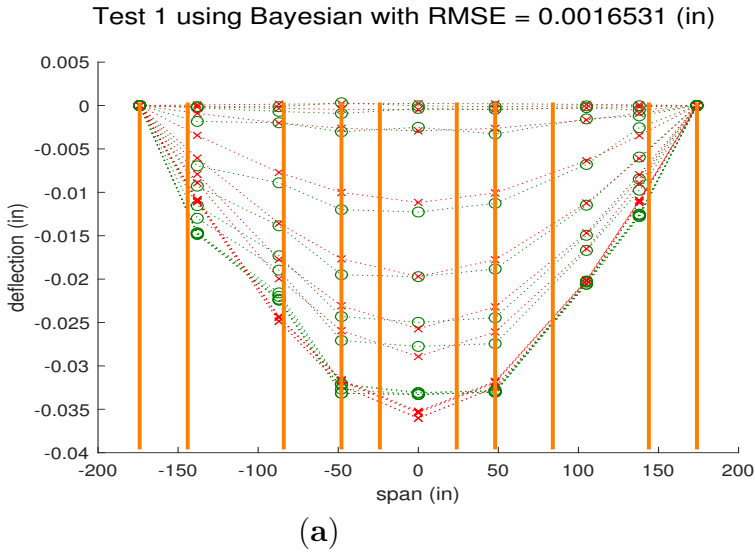 Test 1 using Bayesian with RMSE = 0.0016531 (in)
0.005
0
-0.005
-0.01
-0.015
-0.02
-0.025
-0.03
-0.035
-0.04
deflection (in)
-200 -150 -100 -50 0 50 100 150 200
span (in)
(a)